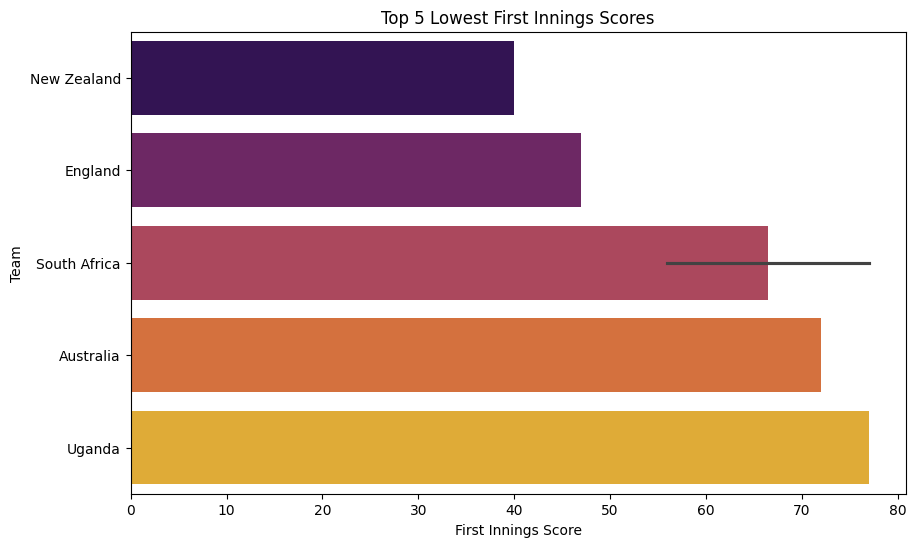 Top 5 Lowest First Innings Scores
Team
New Zealand
England
South Africa
Australia
Uganda
0 10 20 30 40 50 60 70 80
First Innings Score